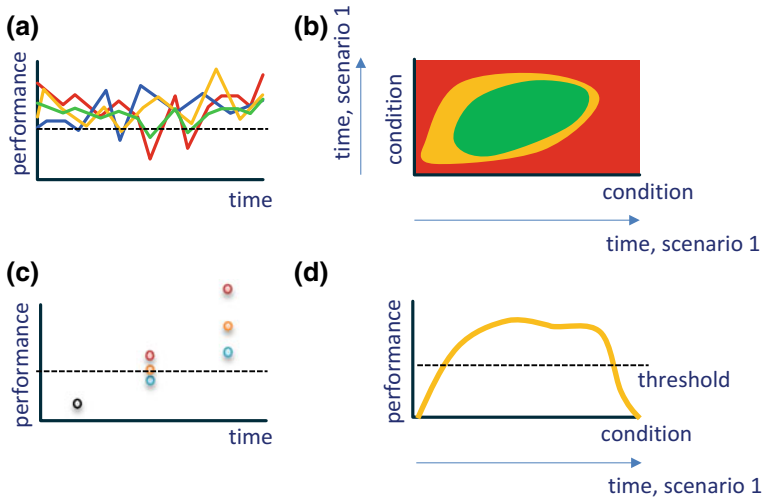 (a)
performance
time
(b)
time, scenario 1
condition
condition
time, scenario 1
(c)
performance
time
(d)
performance
threshold
condition
time, scenario 1